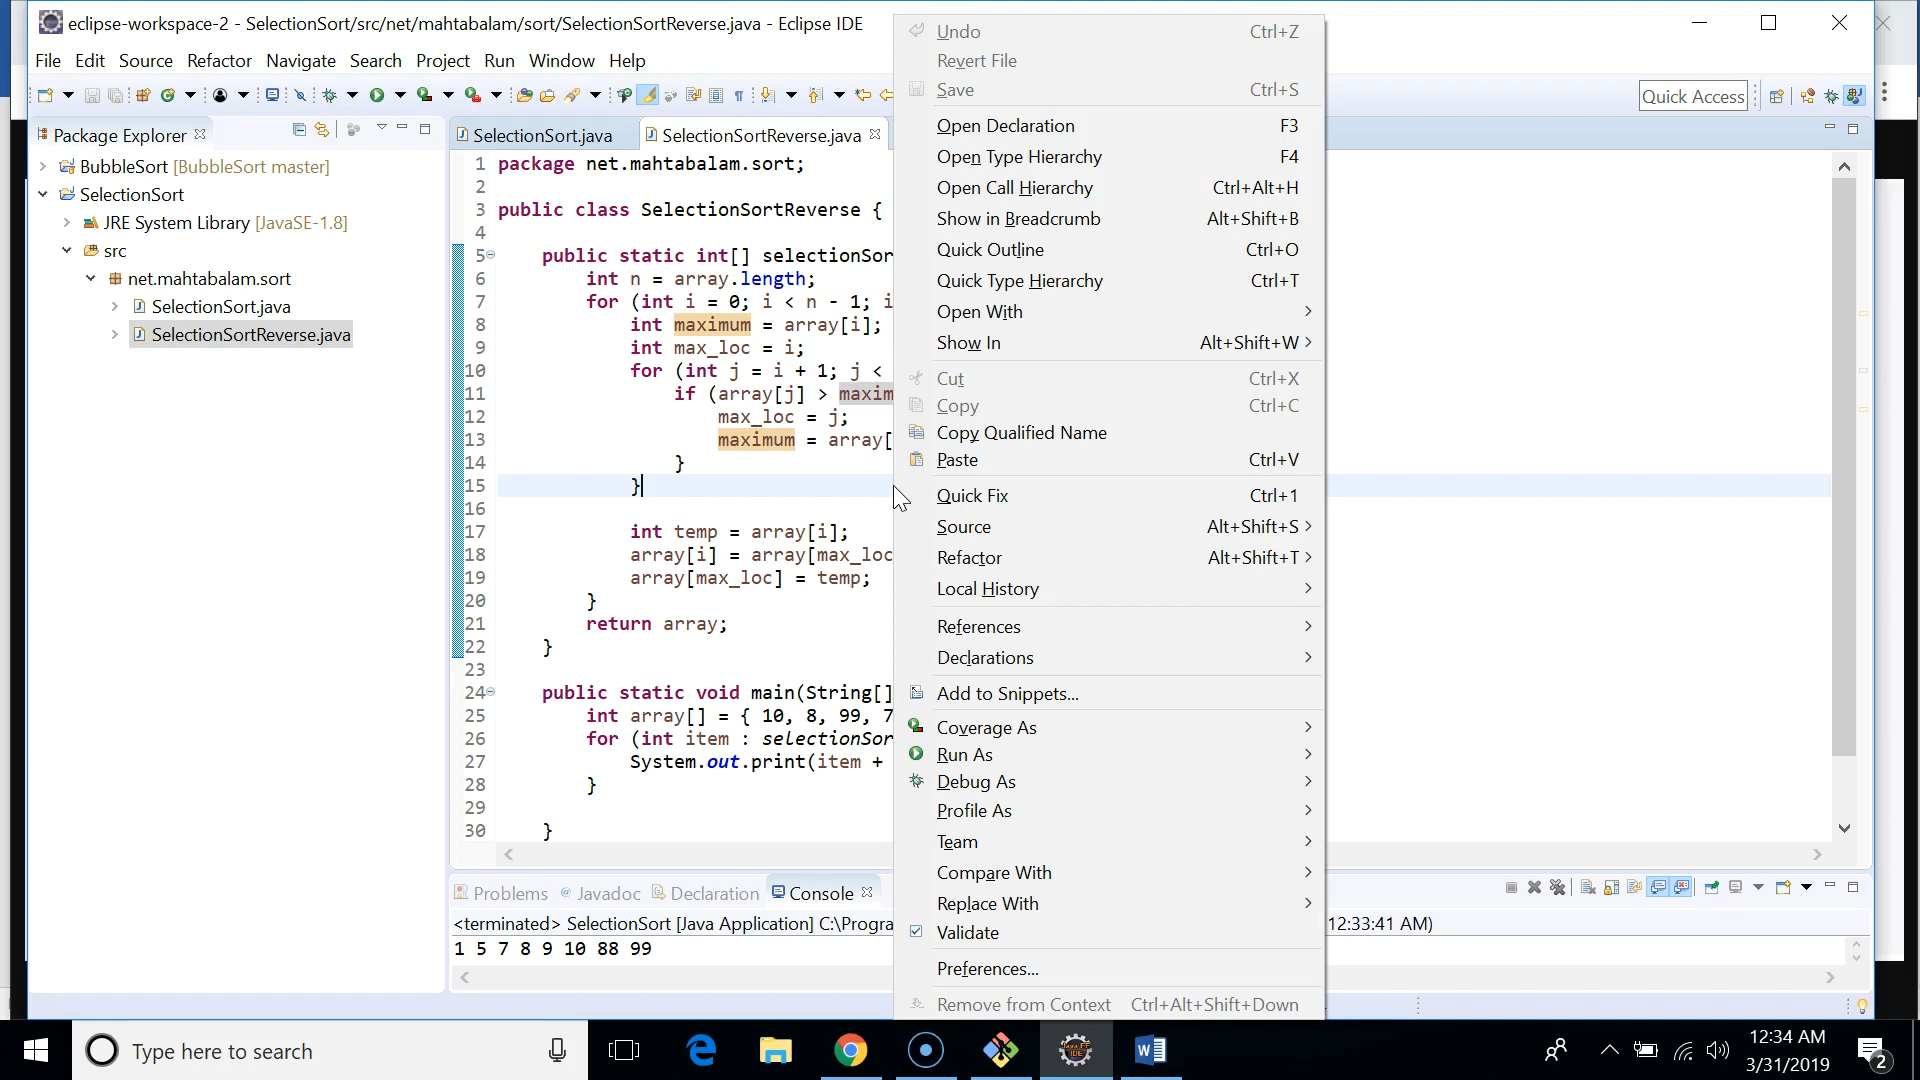 eclipse-workspace-2 - SelectionSort/src/net/mahtabalam/sort/SelectionSortReverse.java - Eclipse IDE
File Edit Source Refactor Navigate Search Project Run Window Help
Quick Access
Package Explorer
BubbleSort [BubbleSort master]
SelectionSort
JRE System Library [JavaSE-1.8]
src
net.mahtabalam.sort
SelectionSort.java
SelectionSortReverse.java
SelectionSort.java SelectionSortReverse.java
1 package net.mahtabalam.sort;
2
3 public class SelectionSortReverse {
4
5 public static int[] selectionSor
6 int n = array.length;
7 for (int i = 0; i < n - 1; i
8 int maximum = array[i];
9 int max_loc = i;
10 for (int j = i + 1; j <
11 if (array[j] > maxim
12 max_loc = j;
13 maximum = array[
14 }
15 }
16
17 int temp = array[i];
18 array[i] = array[max_loc
19 array[max_loc] = temp;
20 }
21 return array;
22 }
23
24 public static void main(String[]
25 int array[] = { 10, 8, 99, 7
26 for (int item : selectionSor
27 System.out.print(item +
28 }
29
30 }
Undo Ctrl+Z
Revert File
Save Ctrl+S
Open Declaration F3
Open Type Hierarchy F4
Open Call Hierarchy Ctrl+Alt+H
Show in Breadcrumb Alt+Shift+B
Quick Outline Ctrl+O
Quick Type Hierarchy Ctrl+T
Open With
Show In Alt+Shift+W
Cut Ctrl+X
Copy Ctrl+C
Copy Qualified Name
Paste Ctrl+V
Quick Fix Ctrl+1
Source Alt+Shift+S
Refactor Alt+Shift+T
Local History
References
Declarations
Add to Snippets...
Coverage As
Run As
Debug As
Profile As
Team
Compare With
Replace With
Validate
Preferences...
Remove from Context Ctrl+Alt+Shift+Down
Problems Javadoc Declaration Console
<terminated> SelectionSort [Java Application] C:\Progra 12:33:41 AM)
1 5 7 8 9 10 88 99
Type here to search
12:34 AM
3/31/2019
2